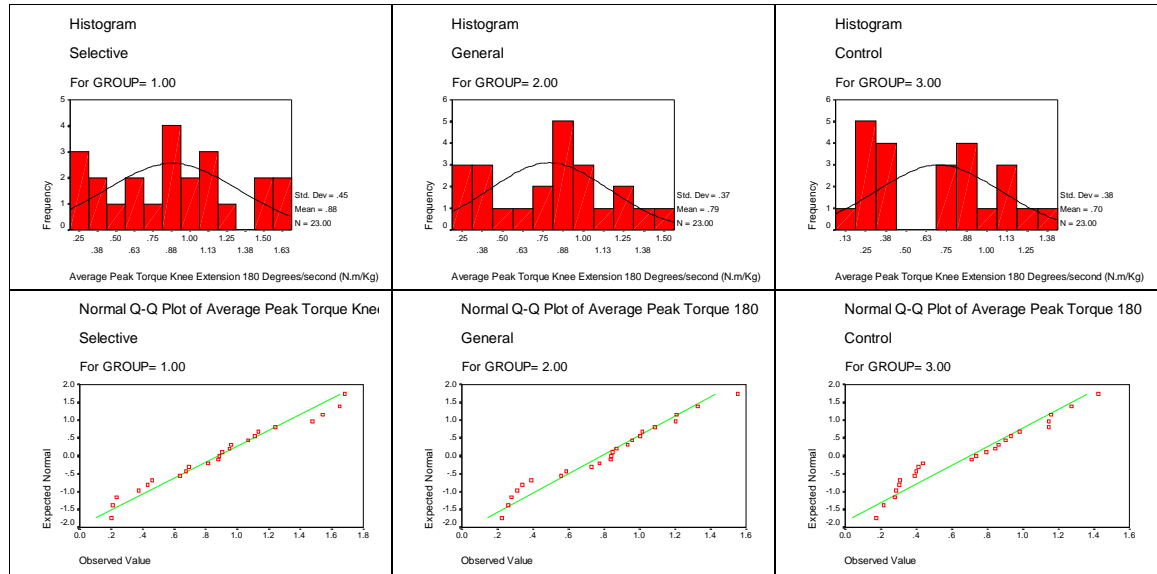 Histogram
Selective
For GROUP= 1.00
5
4
3
2
1
0
Frequency
Std. Dev = .45
Mean = .88
N = 23.00
.25 .50 .75 1.00 1.25 1.50
.38 .63 .88 1.13 1.38 1.63
Average Peak Torque Knee Extension 180 Degrees/second (N.m/Kg)
Histogram
General
For GROUP= 2.00
6
5
4
3
2
1
0
Frequency
Std. Dev = .37
Mean = .79
N = 23.00
.25 .50 .75 1.00 1.25 1.50
.38 .63 .88 1.13 1.38
Average Peak Torque Knee Extension 180 Degrees/second (N.m/Kg)
Histogram
Control
For GROUP= 3.00
6
5
4
3
2
1
0
Frequency
Std. Dev = .38
Mean = .70
N = 23.00
.13 .38 .63 .88 1.13 1.38
.25 .50 .75 1.00 1.25
Average Peak Torque Knee Extension 180 Degrees/second (N.m/Kg)
Normal Q-Q Plot of Average Peak Torque Knee
Selective
For GROUP= 1.00
2.0
1.5
1.0
.5
0.0
-.5
-1.0
-1.5
-2.0
Expected Normal
0.0 .2 .4 .6 .8 1.0 1.2 1.4 1.6 1.8
Observed Value
Normal Q-Q Plot of Average Peak Torque 180
General
For GROUP= 2.00
2.0
1.5
1.0
.5
0.0
-.5
-1.0
-1.5
-2.0
Expected Normal
0.0 .2 .4 .6 .8 1.0 1.2 1.4 1.6
Observed Value
Normal Q-Q Plot of Average Peak Torque 180
Control
For GROUP= 3.00
2.0
1.5
1.0
.5
0.0
-.5
-1.0
-1.5
-2.0
Expected Normal
0.0 .2 .4 .6 .8 1.0 1.2 1.4 1.6
Observed Value